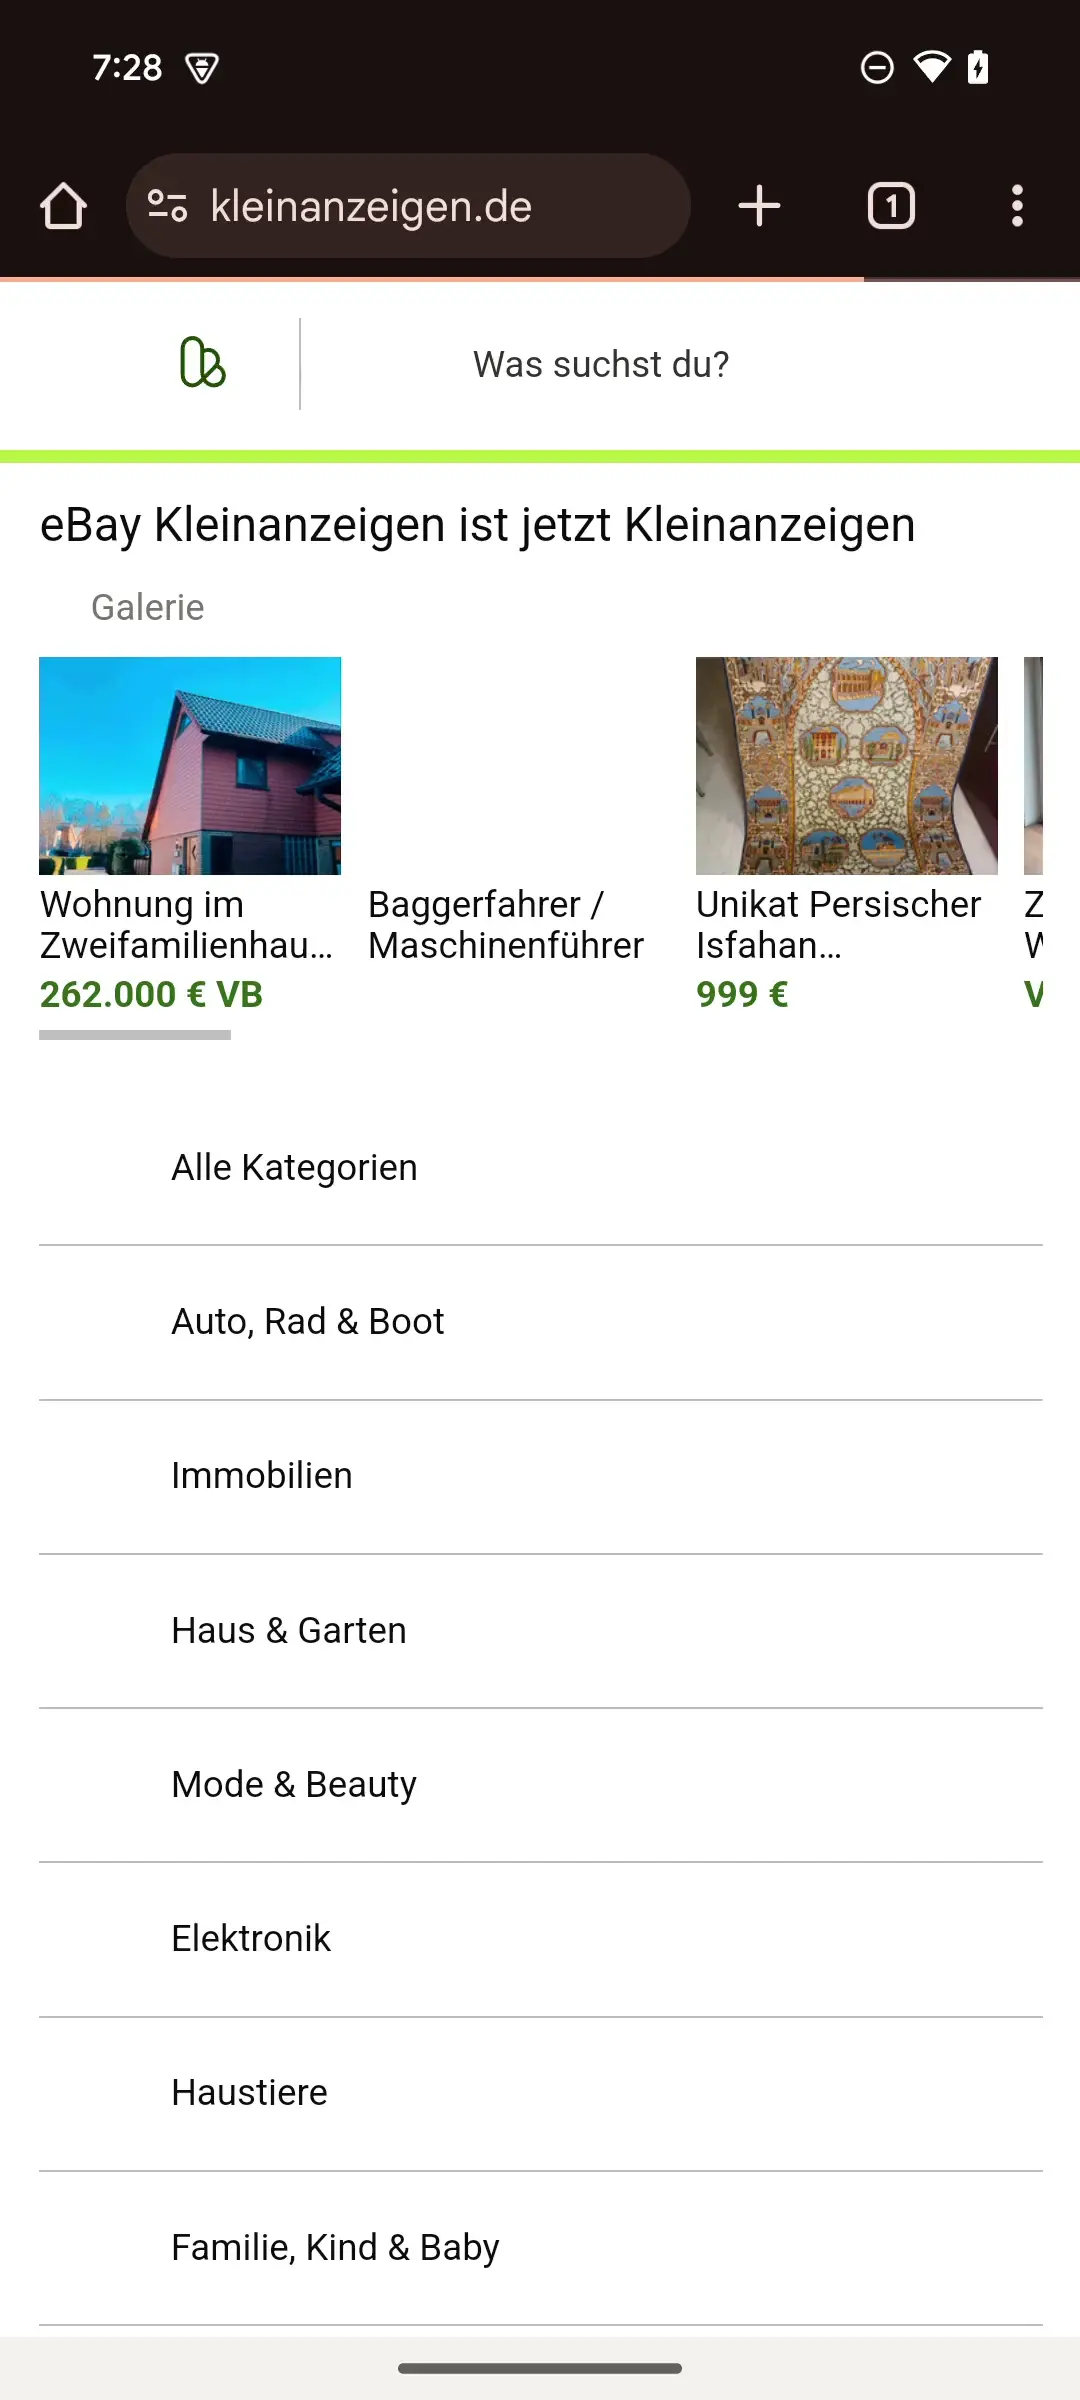 7:28
kleinanzeigen.de
1
Was suchst du?
eBay Kleinanzeigen ist jetzt Kleinanzeigen
Galerie
Wohnung im
Zweifamilienhau...
262.000 € VB
Baggerfahrer /
Maschinenführer
Unikat Persischer
Isfahan...
999 €
Z
V
Alle Kategorien
Auto, Rad & Boot
Immobilien
Haus & Garten
Mode & Beauty
Elektronik
Haustiere
Familie, Kind & Baby